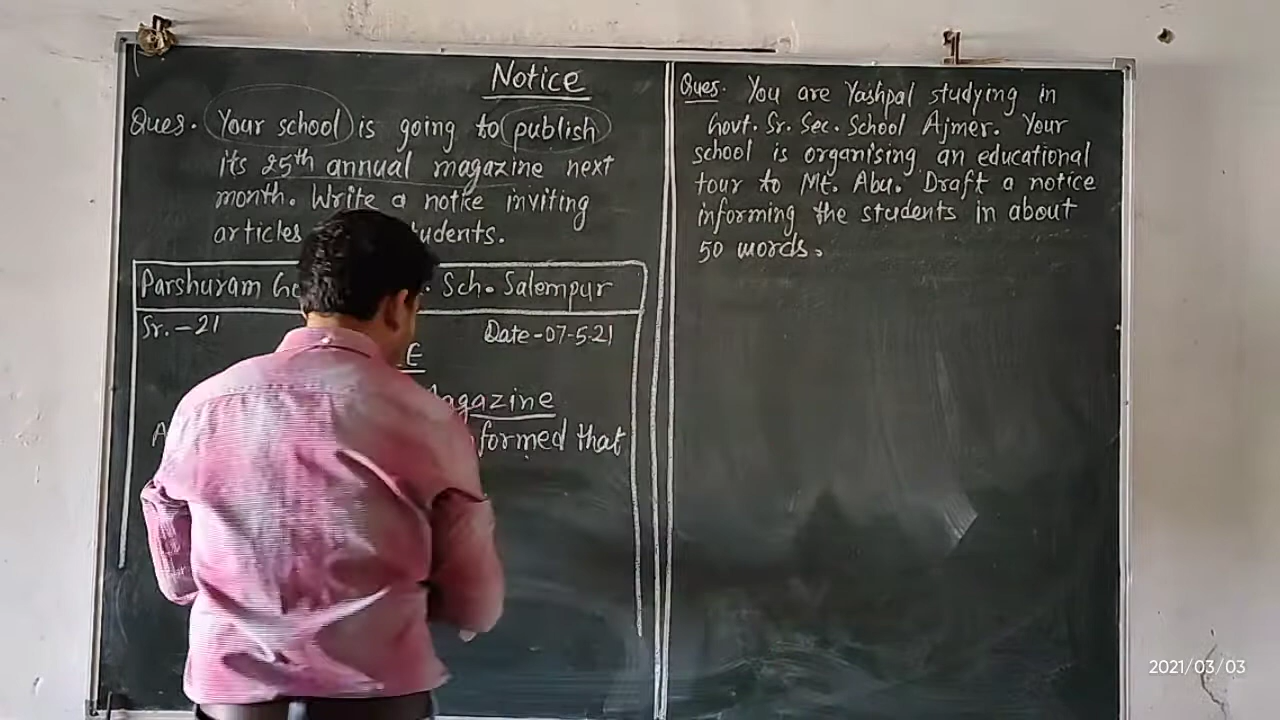 Notice
Ques. Your school is going to publish
its 25th annual magazine next
month. Write a notice inviting
articles students.
Parshuram Sch. Salempur
Sr. - 21 Date - 07-5-21
Magazine
that
Ques. You are Yashpal studying in
Govt. Sr. Sec. School Ajmer. Your
school is organising an educational
tour to Mt. Abu. Draft a notice
informing the students in about
50 words.
2021/03/03